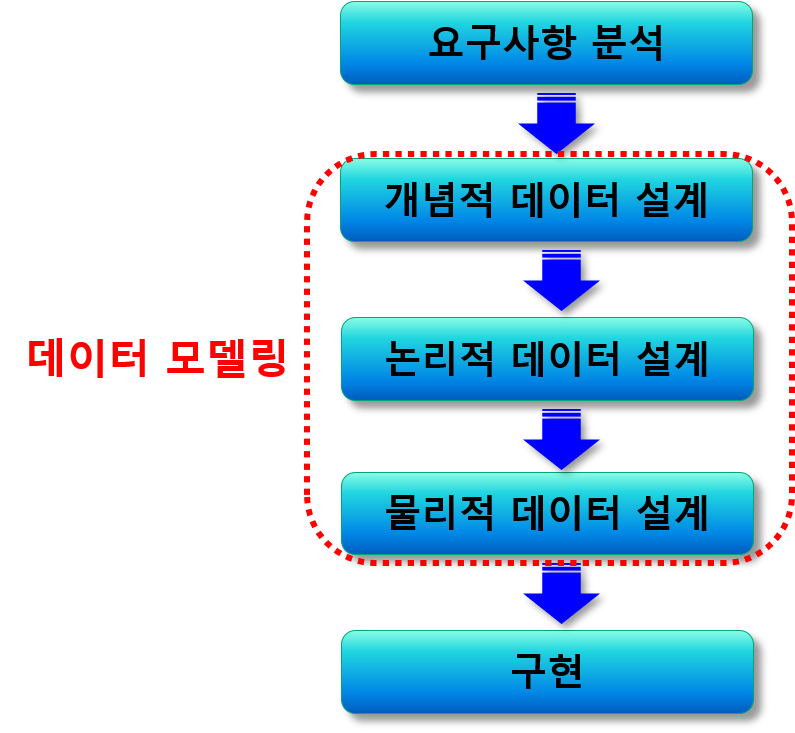 요구사항 분석
개념적 데이터 설계
데이터 모델링
논리적 데이터 설계
물리적 데이터 설계
구현